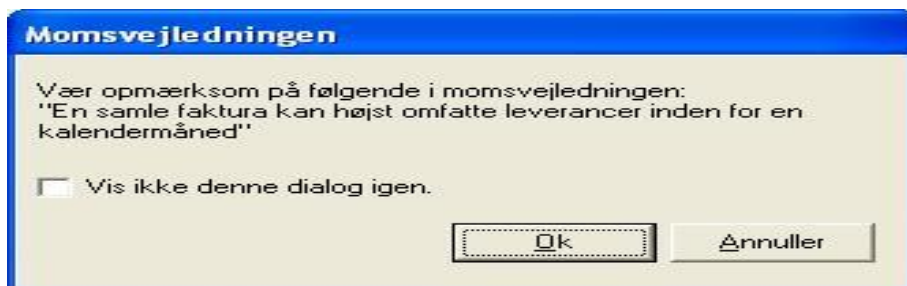 Momsvejledningen
Vær opmærksom på følgende i momsvejledningen:
"En samle faktura kan højst omfatte leverancer inden for en
kalendermåned"
Vis ikke denne dialog igen.
Ok
Annuller